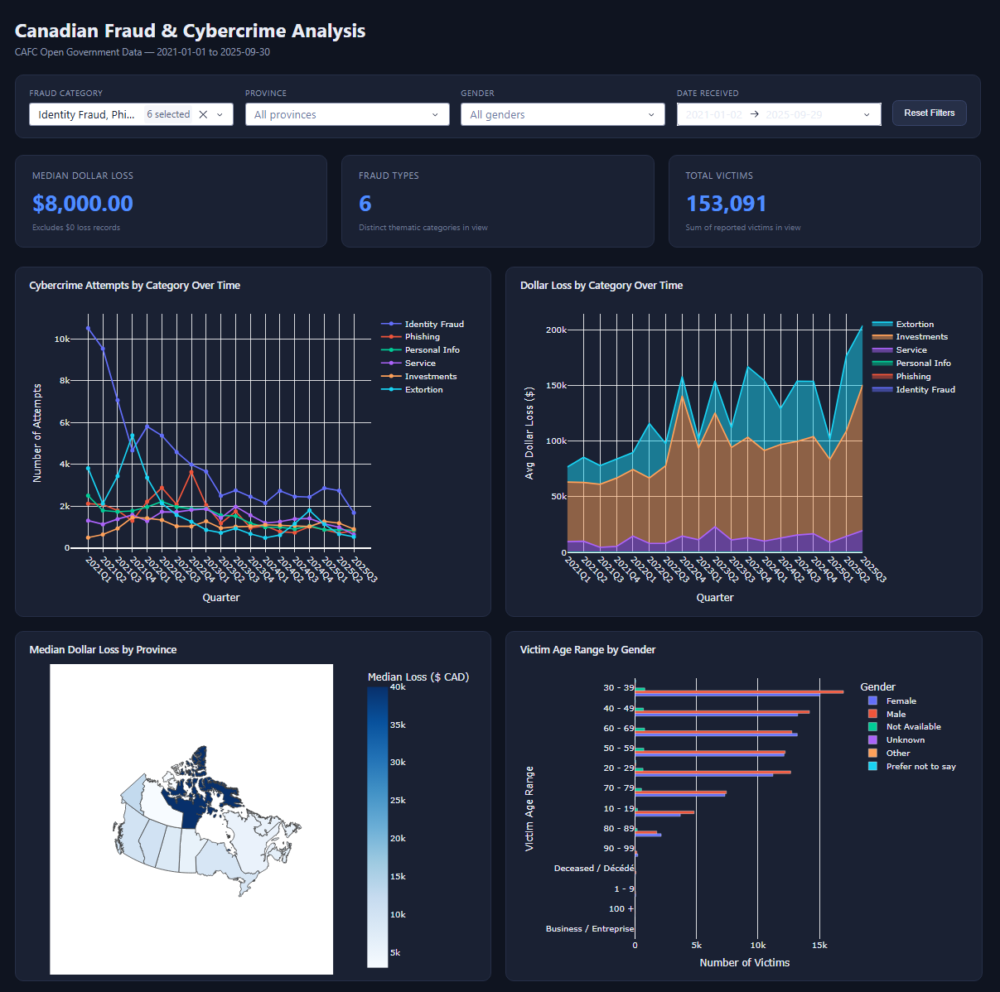 Canadian Fraud & Cybercrime Analysis
CAFC Open Government Data — 2021-01-01 to 2025-09-30
FRAUD CATEGORY
Identity Fraud, Phi... 6 selected
PROVINCE
All provinces
GENDER
All genders
DATE RECEIVED
2021-01-02 → 2025-09-29
Reset Filters
MEDIAN DOLLAR LOSS
$8,000.00
Excludes $0 loss records
FRAUD TYPES
6
Distinct thematic categories in view
TOTAL VICTIMS
153,091
Sum of reported victims in view
Cybercrime Attempts by Category Over Time
Number of Attempts
10k
8k
6k
4k
2k
0
2021Q1
2021Q2
2021Q3
2021Q4
2022Q1
2022Q2
2022Q3
2022Q4
2023Q1
2023Q2
2023Q3
2023Q4
2024Q1
2024Q2
2024Q3
2024Q4
2025Q1
2025Q2
2025Q3
Quarter
Identity Fraud
Phishing
Personal Info
Service
Investments
Extortion
Dollar Loss by Category Over Time
Avg Dollar Loss ($)
200k
150k
100k
50k
0
2021Q1
2021Q2
2021Q3
2021Q4
2022Q1
2022Q2
2022Q3
2022Q4
2023Q1
2023Q2
2023Q3
2023Q4
2024Q1
2024Q2
2024Q3
2024Q4
2025Q1
2025Q2
2025Q3
Quarter
Extortion
Investments
Service
Personal Info
Phishing
Identity Fraud
Median Dollar Loss by Province
Median Loss ($ CAD)
40k
35k
30k
25k
20k
15k
10k
5k
Victim Age Range by Gender
Victim Age Range
30 - 39
40 - 49
60 - 69
50 - 59
20 - 29
70 - 79
10 - 19
80 - 89
90 - 99
Deceased / Décédé
1 - 9
100 +
Business / Entreprise
0
5k
10k
15k
Number of Victims
Gender
Female
Male
Not Available
Unknown
Other
Prefer not to say